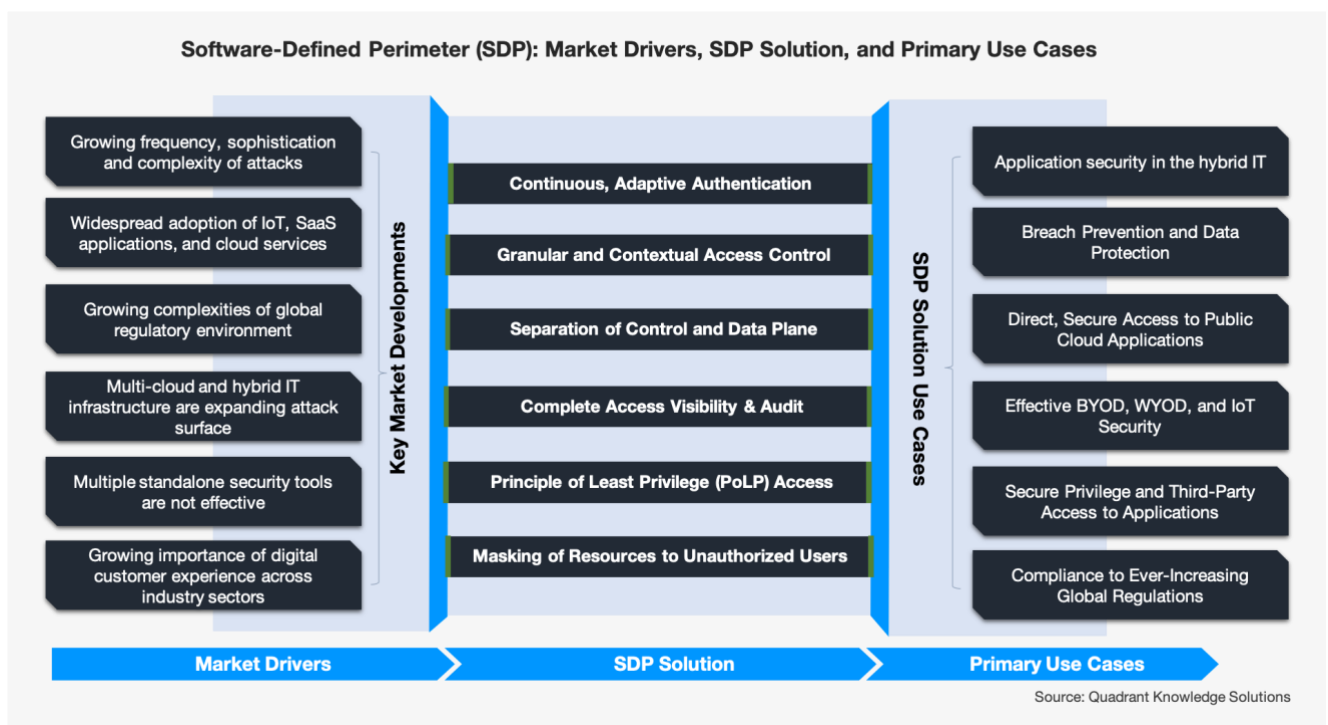 Software-Defined Perimeter (SDP): Market Drivers, SDP Solution, and Primary Use Cases
Growing frequency, sophistication
and complexity of attacks
Widespread adoption of IoT, SaaS
applications, and cloud services
Growing complexities of global
regulatory environment
Multi-cloud and hybrid IT
infrastructure are expanding attack
surface
Multiple standalone security tools
are not effective
Growing importance of digital
customer experience across
industry sectors
Key Market Developments
Continuous, Adaptive Authentication
Granular and Contextual Access Control
Separation of Control and Data Plane
Complete Access Visibility & Audit
Principle of Least Privilege (PoLP) Access
Masking of Resources to Unauthorized Users
SDP Solution Use Cases
Application security in the hybrid IT
Breach Prevention and Data
Protection
Direct, Secure Access to Public
Cloud Applications
Effective BYOD, WYOD, and IoT
Security
Secure Privilege and Third-Party
Access to Applications
Compliance to Ever-Increasing
Global Regulations
Market Drivers
SDP Solution
Primary Use Cases
Source: Quadrant Knowledge Solutions